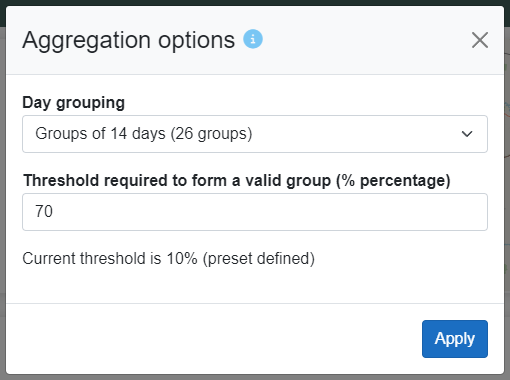 Aggregation options
Day grouping
Groups of 14 days (26 groups)
Threshold required to form a valid group (% percentage)
70
Current threshold is 10% (preset defined)
Apply